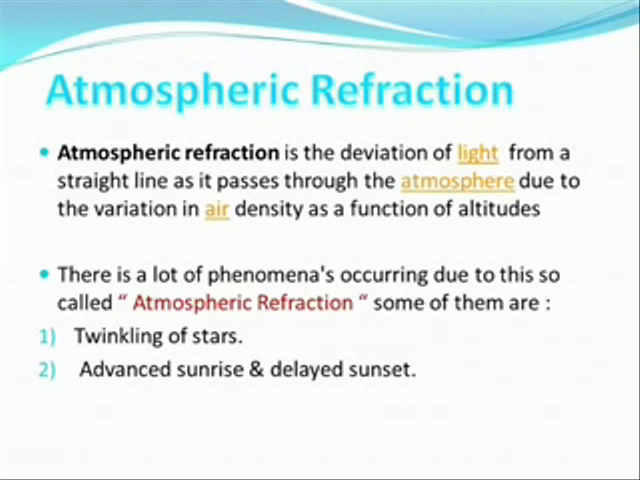 Atmospheric Refraction
• Atmospheric refraction is the deviation of light from a
straight line as it passes through the atmosphere due to
the variation in air density as a function of altitudes
• There is a lot of phenomena's occurring due to this so
called “ Atmospheric Refraction “ some of them are :
1) Twinkling of stars.
2) Advanced sunrise & delayed sunset.